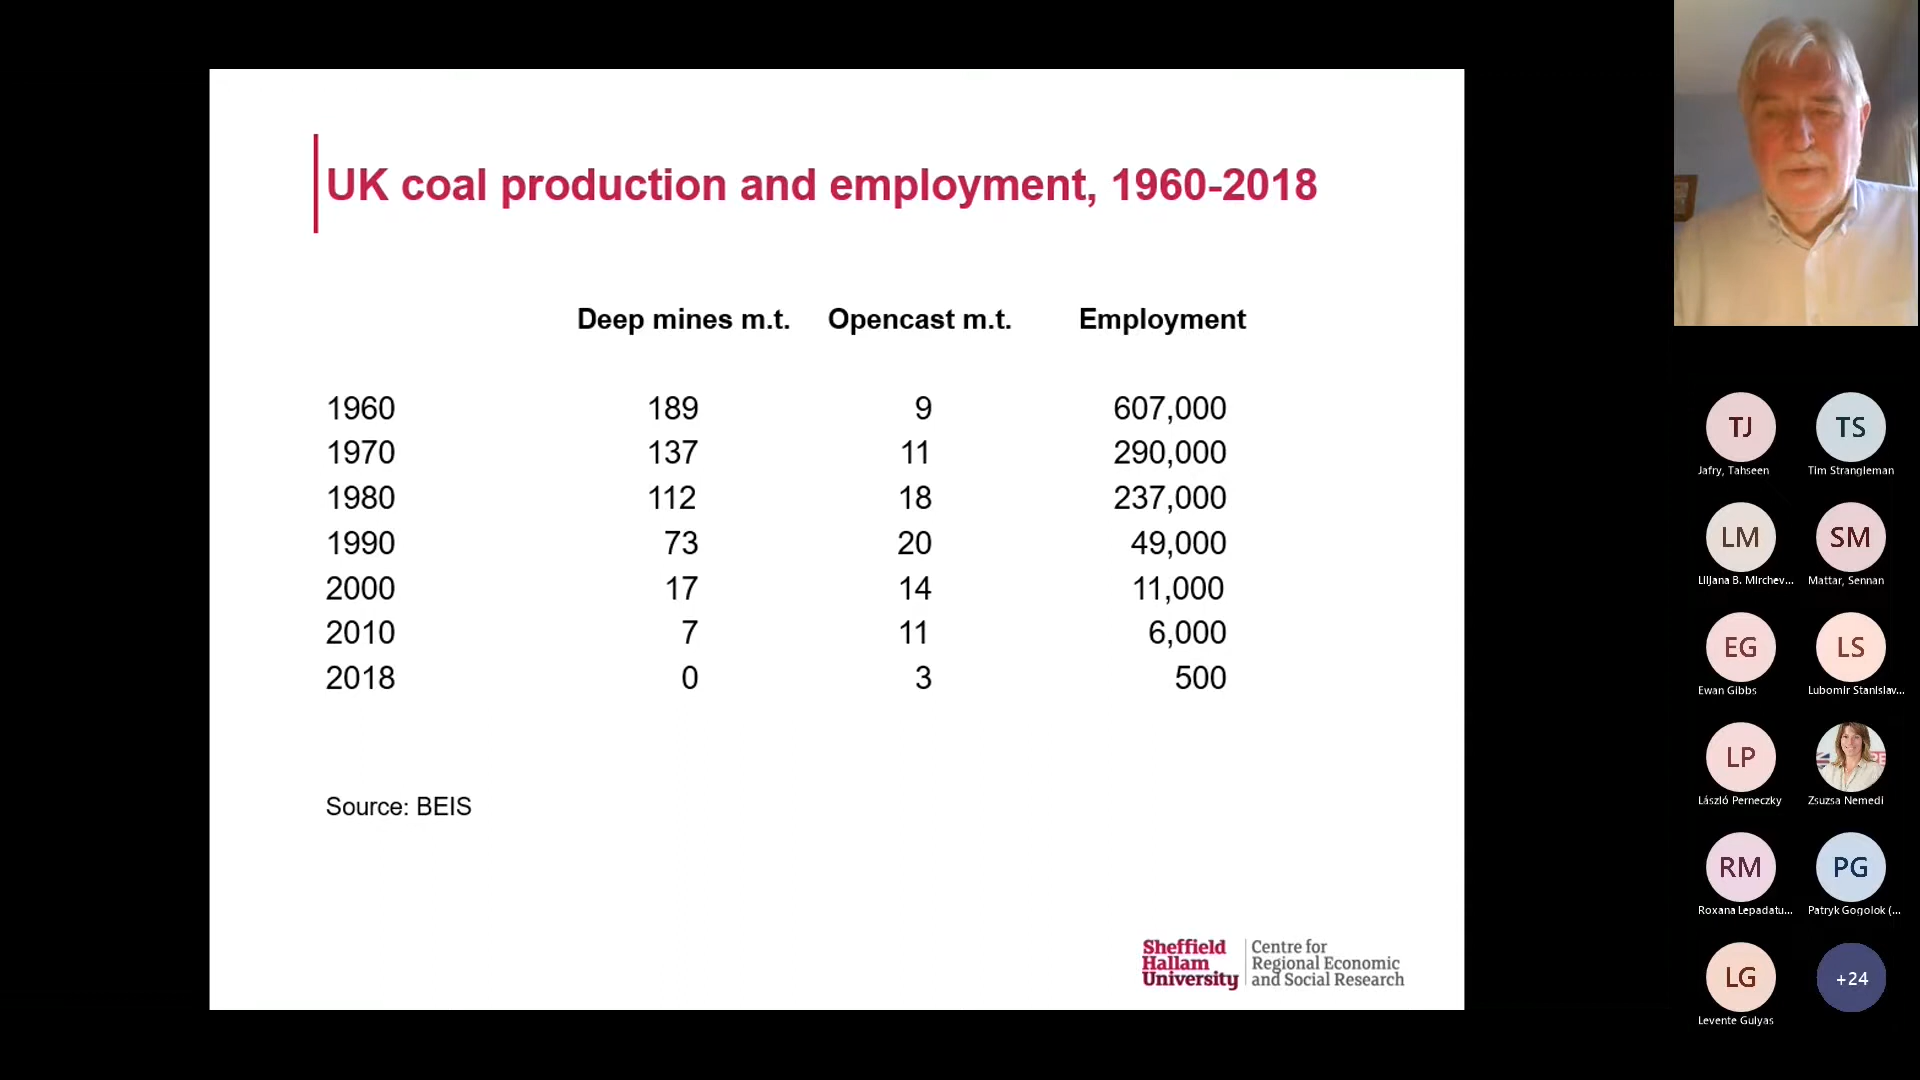 UK coal production and employment, 1960-2018
Deep mines m.t. Opencast m.t. Employment
1960 189 9 607,000
1970 137 11 290,000
1980 112 18 237,000
1990 73 20 49,000
2000 17 14 11,000
2010 7 11 6,000
2018 0 3 500
Source: BEIS
Sheffield
Hallam
University
Centre for
Regional Economic
and Social Research
TJ TS
Jafry, Tahseen Tim Strangleman
LM SM
Liljana B. Mirchev... Mattar, Sennan
EG LS
Ewan Gibbs Lubomir Stanislav...
LP
László Perneczky Zsuzsa Nemedi
RM PG
Roxana Lepadatu... Patryk Gogolok (...
LG +24
Levente Gulyas